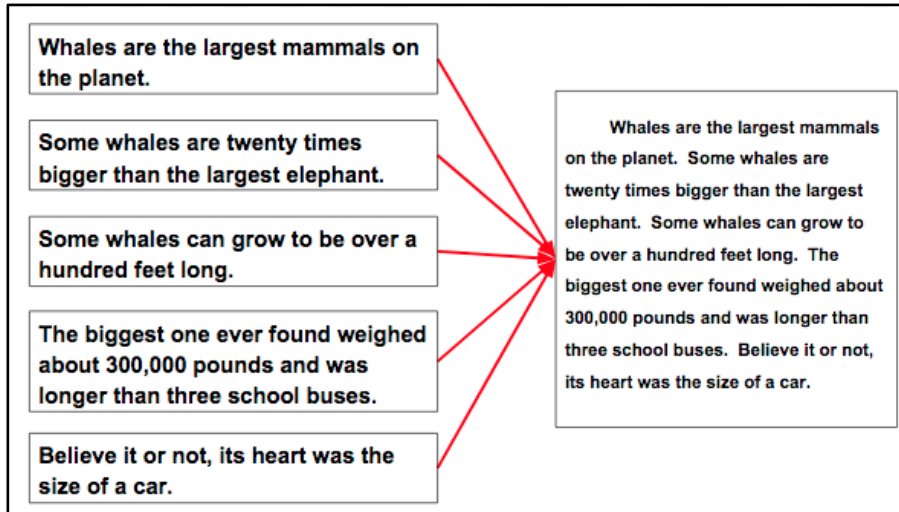 Whales are the largest mammals on
the planet.
Some whales are twenty times
bigger than the largest elephant.
Some whales can grow to be over a
hundred feet long.
The biggest one ever found weighed
about 300,000 pounds and was
longer than three school buses.
Believe it or not, its heart was the
size of a car.
Whales are the largest mammals
on the planet.  Some whales are
twenty times bigger than the largest
elephant.  Some whales can grow to
be over a hundred feet long.  The
biggest one ever found weighed about
300,000 pounds and was longer than
three school buses.  Believe it or not,
its heart was the size of a car.